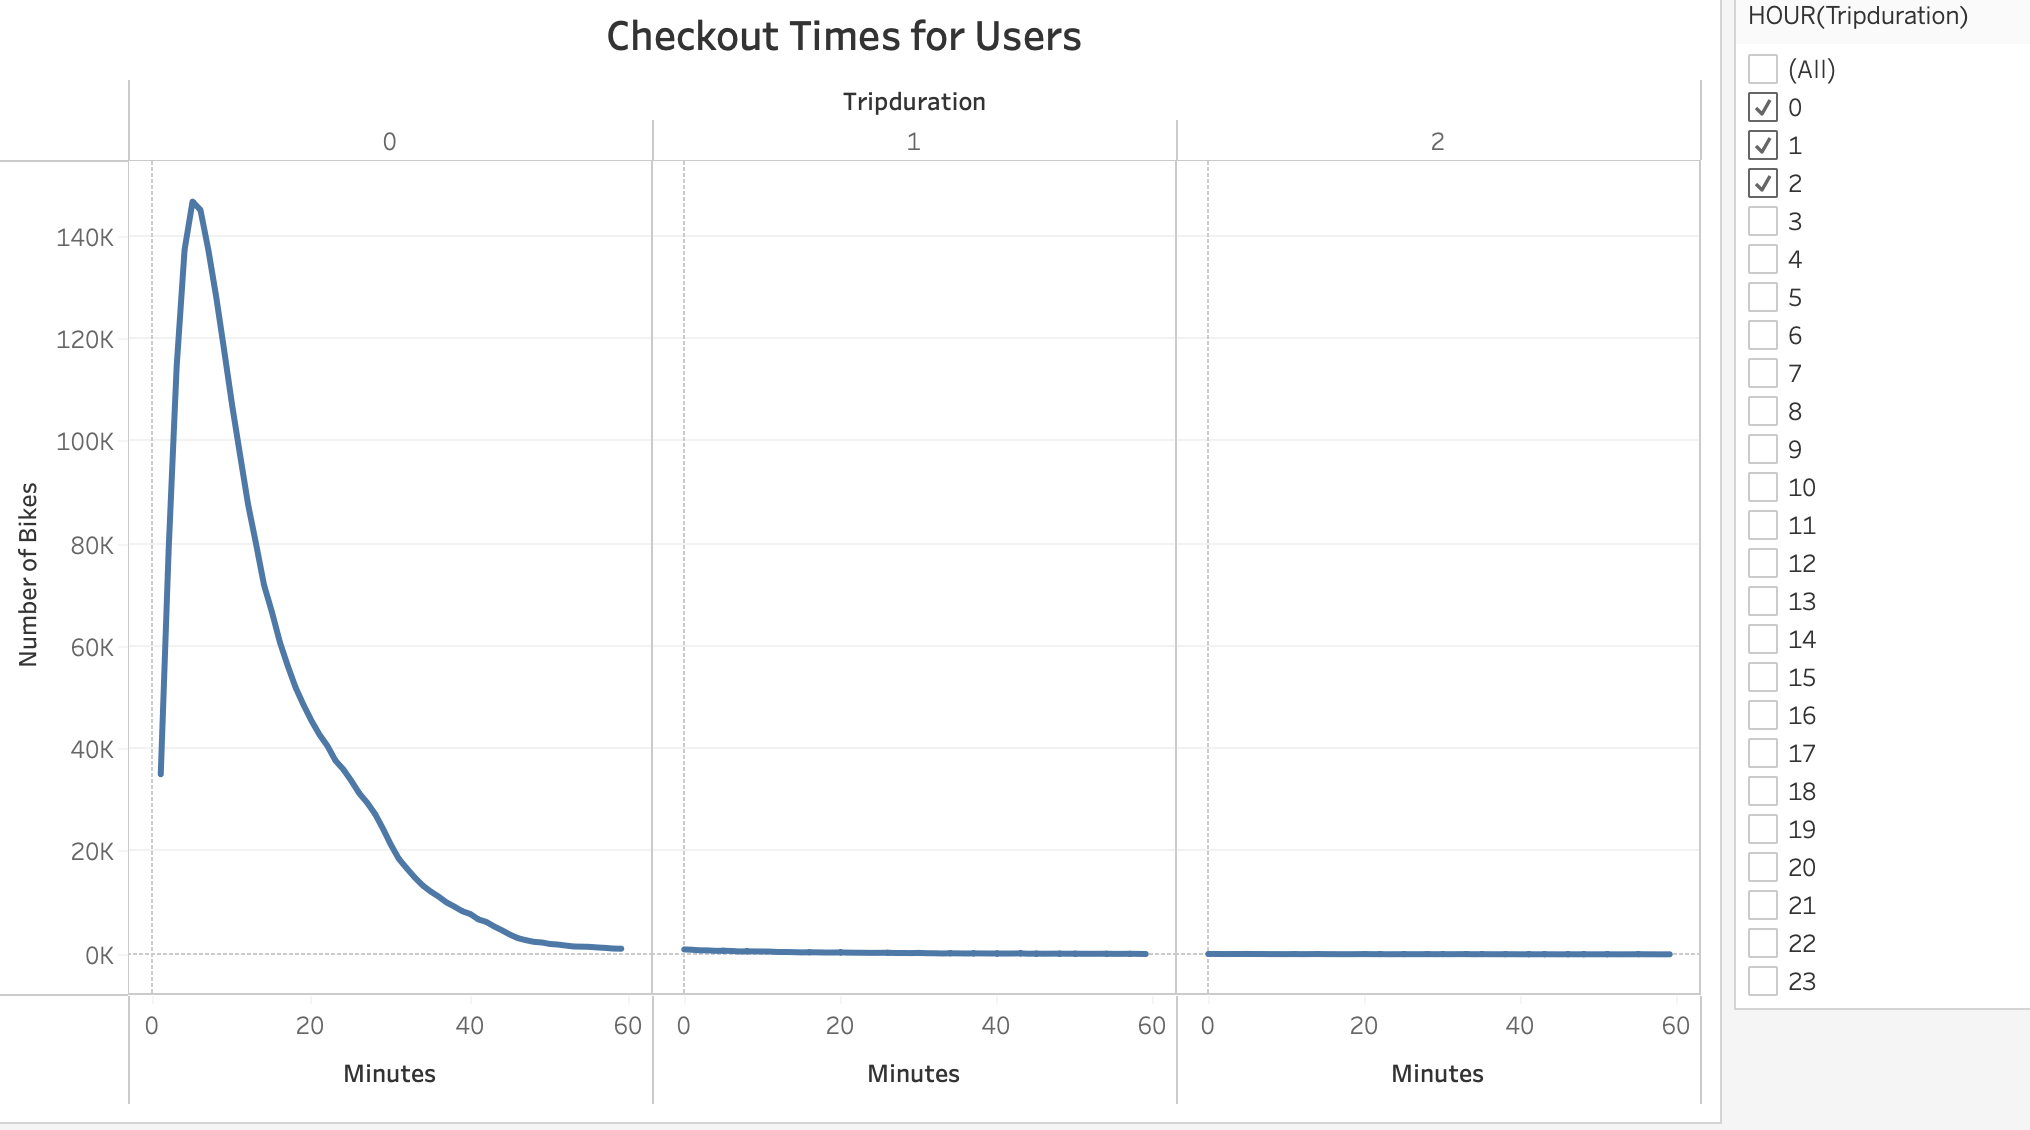 Checkout Times for Users
Tripduration
0 1 2
Number of Bikes
140K
120K
100K
80K
60K
40K
20K
0K
0 20 40 60 0 20 40 60 0 20 40 60
Minutes Minutes Minutes
HOUR(Tripduration)
(All)
0
1
2
3
4
5
6
7
8
9
10
11
12
13
14
15
16
17
18
19
20
21
22
23